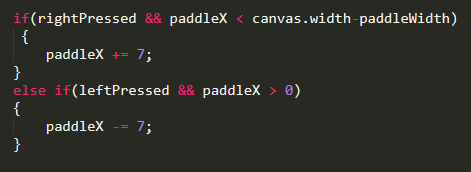 if(rightPressed && paddleX < canvas.width-paddleWidth)
 {
    paddleX += 7;
}
else if(leftPressed && paddleX > 0)
{
    paddleX -= 7;
}